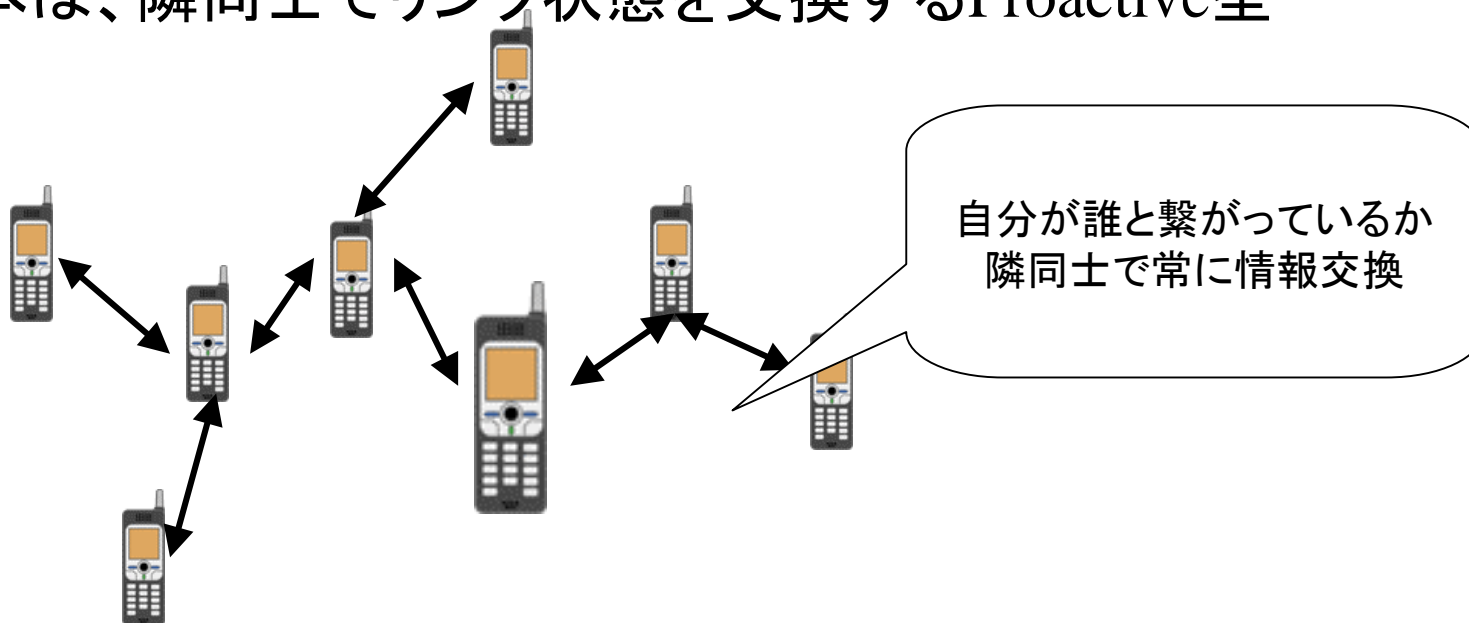 は、隣同士でリンク状態を交換するProactive型
自分が誰と繋がっているか
隣同士で常に情報交換